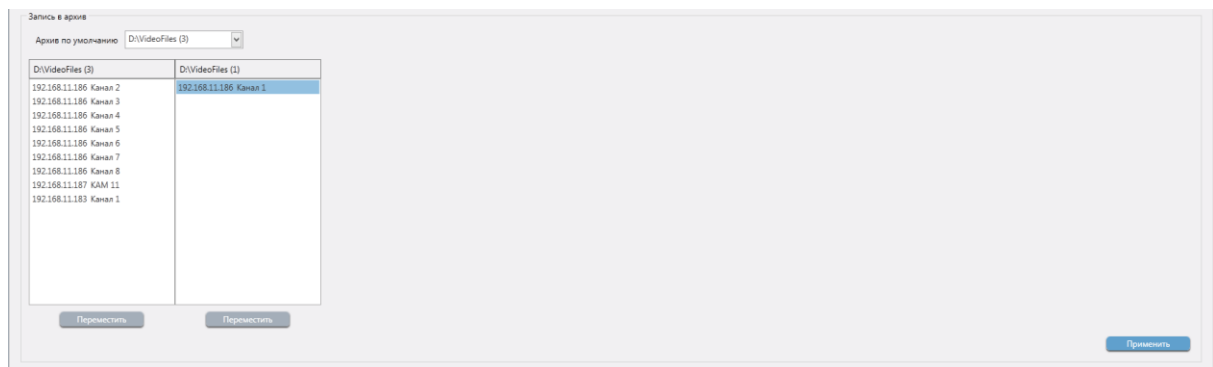 Запись в архив
Архив по умолчанию D:\VideoFiles (3)
D:\VideoFiles (3) D:\VideoFiles (1)
192.168.11.186 Канал 2 192.168.11.186 Канал 1
192.168.11.186 Канал 3
192.168.11.186 Канал 4
192.168.11.186 Канал 5
192.168.11.186 Канал 6
192.168.11.186 Канал 7
192.168.11.186 Канал 8
192.168.11.187 КАМ 11
192.168.11.183 Канал 1
Переместить Переместить
Применить